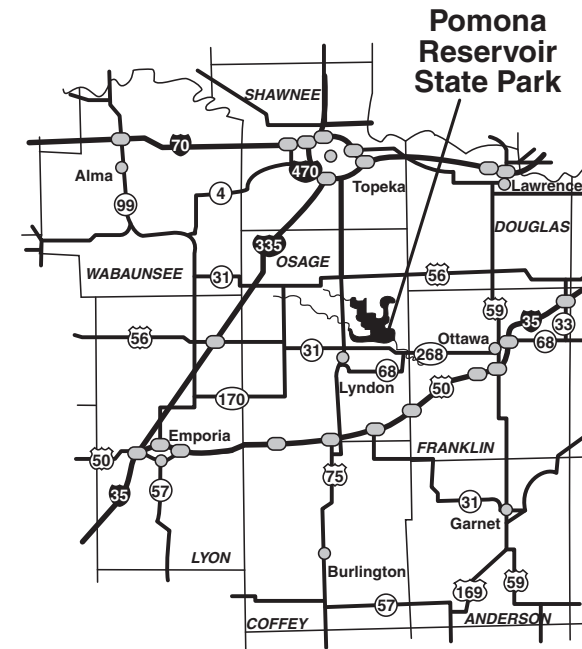 Pomona
Reservoir
State Park
SHAWNEE
70
470
Alma
4
Topeka
Lawrence
99
DOUGLAS
335
OSAGE
WABAUNSEE
31
56
59
35
33
56
31
Ottawa
268
68
68
Lyndon
50
170
Emporia
FRANKLIN
50
75
35
57
31
Garnet
LYON
Burlington
169
59
57
COFFEY
ANDERSON